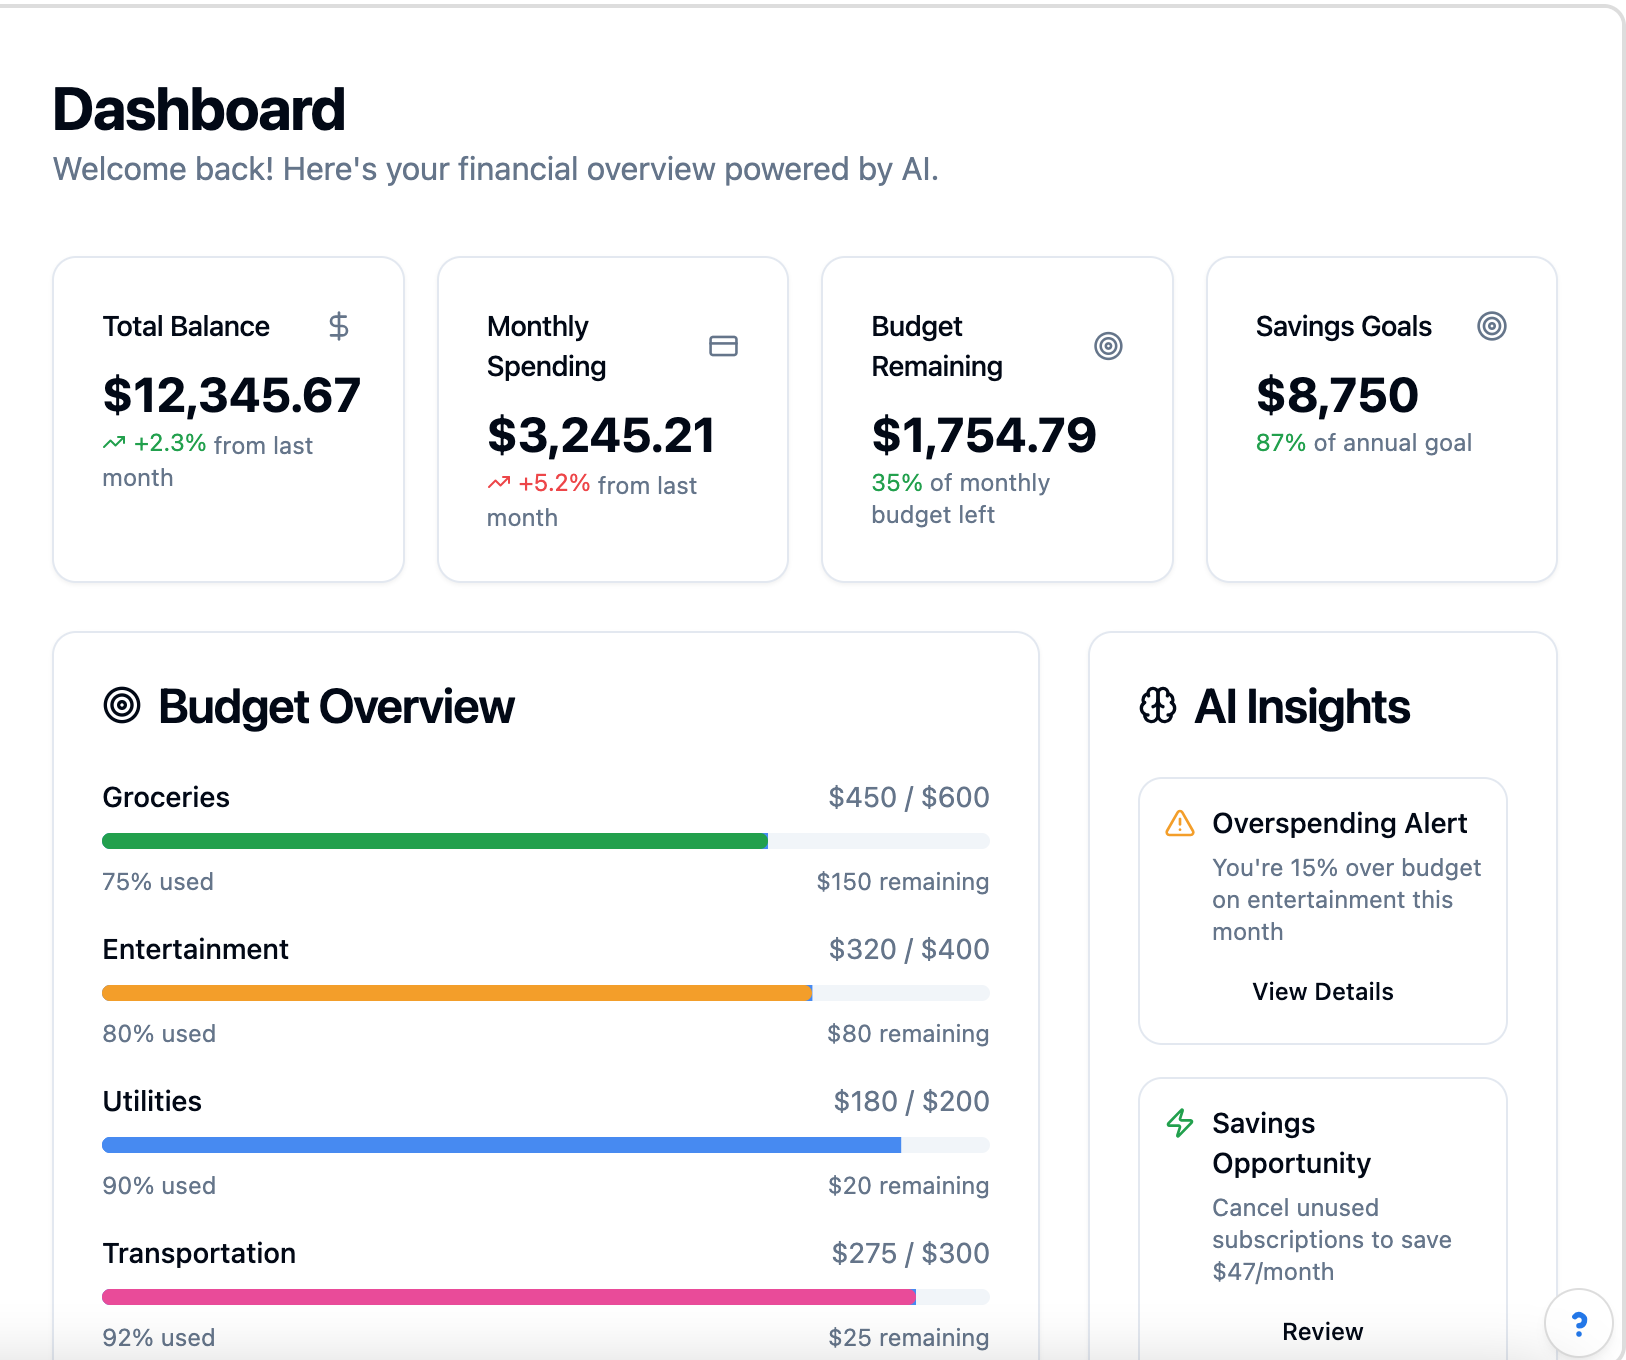 Dashboard
Welcome back! Here's your financial overview powered by AI.
Total Balance
$12,345.67
+2.3% from last
month
Monthly
Spending
$3,245.21
+5.2% from last
month
Budget
Remaining
$1,754.79
35% of monthly
budget left
Savings Goals
$8,750
87% of annual goal
Budget Overview
Groceries
$450 / $600
75% used
$150 remaining
Entertainment
$320 / $400
80% used
$80 remaining
Utilities
$180 / $200
90% used
$20 remaining
Transportation
$275 / $300
92% used
$25 remaining
AI Insights
Overspending Alert
You're 15% over budget
on entertainment this
month
View Details
Savings
Opportunity
Cancel unused
subscriptions to save
$47/month
Review
?